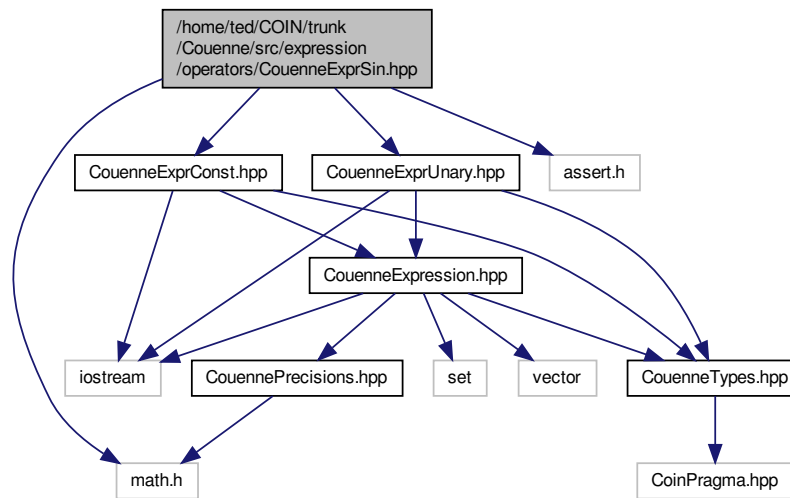 /home/ted/COIN/trunk
/Couenne/src/expression
/operators/CouenneExprSin.hpp
CouenneExprConst.hpp
CouenneExprUnary.hpp
assert.h
CouenneExpression.hpp
iostream
CouennePrecisions.hpp
set
vector
CouenneTypes.hpp
math.h
CoinPragma.hpp